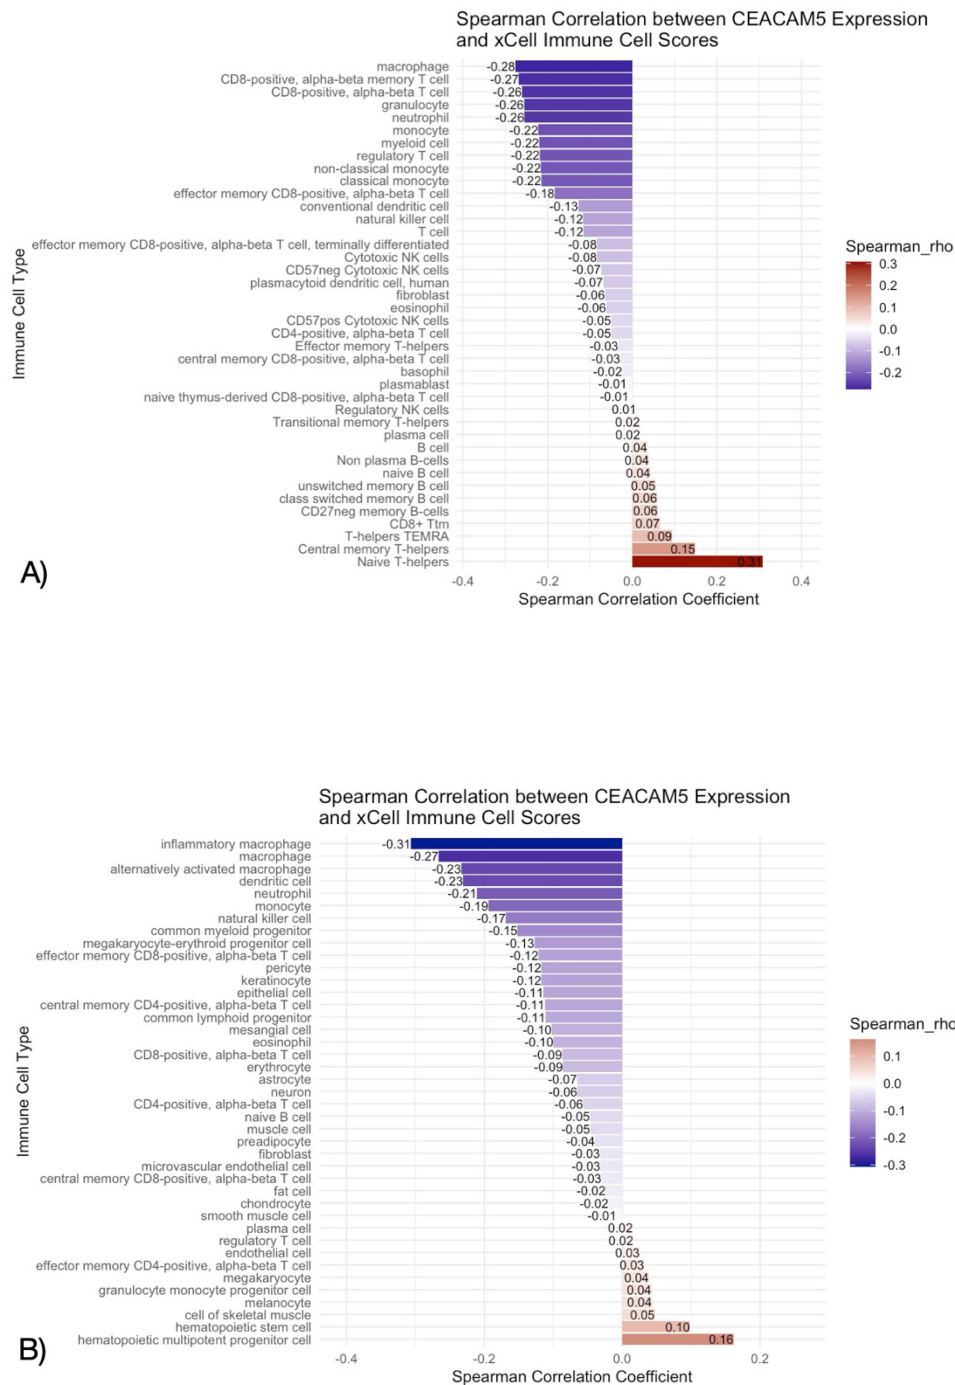 Spearman Correlation between CEACAM5 Expression
and xCell Immune Cell Scores
Immune Cell Type
macrophage -0.28
CD8-positive, alpha-beta memory T cell -0.27
CD8-positive, alpha-beta T cell -0.26
granulocyte -0.26
neutrophil -0.26
monocyte -0.22
myeloid cell -0.22
regulatory T cell -0.22
non-classical monocyte -0.22
classical monocyte -0.22
effector memory CD8-positive, alpha-beta T cell -0.18
conventional dendritic cell -0.13
natural killer cell -0.12
T cell -0.12
effector memory CD8-positive, alpha-beta T cell, terminally differentiated -0.08
Cytotoxic NK cells -0.08
CD57neg Cytotoxic NK cells -0.07
plasmacytoid dendritic cell, human -0.07
fibroblast -0.06
eosinophil -0.06
CD57pos Cytotoxic NK cells -0.05
CD4-positive, alpha-beta T cell -0.05
Effector memory T-helpers -0.03
central memory CD8-positive, alpha-beta T cell -0.03
basophil -0.02
plasmablast -0.01
naive thymus-derived CD8-positive, alpha-beta T cell -0.01
Regulatory NK cells 0.01
Transitional memory T-helpers 0.02
plasma cell 0.02
B cell 0.04
Non plasma B-cells 0.04
naive B cell 0.04
unswitched memory B cell 0.05
class switched memory B cell 0.06
CD27neg memory B-cells 0.06
CD8+ Ttm 0.07
T-helpers TEMRA 0.09
Central memory T-helpers 0.15
Naive T-helpers 0.31
-0.4 -0.2 0.0 0.2 0.4
Spearman Correlation Coefficient
Spearman_rho
0.3
0.2
0.1
0.0
-0.1
-0.2
A)
Spearman Correlation between CEACAM5 Expression
and xCell Immune Cell Scores
Immune Cell Type
inflammatory macrophage -0.31
macrophage -0.27
alternatively activated macrophage -0.23
dendritic cell -0.23
neutrophil -0.21
monocyte -0.19
natural killer cell -0.17
common myeloid progenitor -0.15
megakaryocyte-erythroid progenitor cell -0.13
effector memory CD8-positive, alpha-beta T cell -0.12
pericyte -0.12
keratinocyte -0.12
epithelial cell -0.11
central memory CD4-positive, alpha-beta T cell -0.11
common lymphoid progenitor -0.11
mesangial cell -0.10
eosinophil -0.10
CD8-positive, alpha-beta T cell -0.09
erythrocyte -0.09
astrocyte -0.07
neuron -0.06
CD4-positive, alpha-beta T cell -0.06
naive B cell -0.05
muscle cell -0.05
preadipocyte -0.04
fibroblast -0.03
microvascular endothelial cell -0.03
central memory CD8-positive, alpha-beta T cell -0.03
fat cell -0.02
chondrocyte -0.02
smooth muscle cell -0.01
plasma cell 0.02
regulatory T cell 0.02
endothelial cell 0.03
effector memory CD4-positive, alpha-beta T cell 0.03
megakaryocyte 0.04
granulocyte monocyte progenitor cell 0.04
melanocyte 0.04
cell of skeletal muscle 0.05
hematopoietic stem cell 0.10
hematopoietic multipotent progenitor cell 0.16
-0.4 -0.2 0.0 0.2
Spearman Correlation Coefficient
Spearman_rho
0.1
0.0
-0.1
-0.2
-0.3
B)